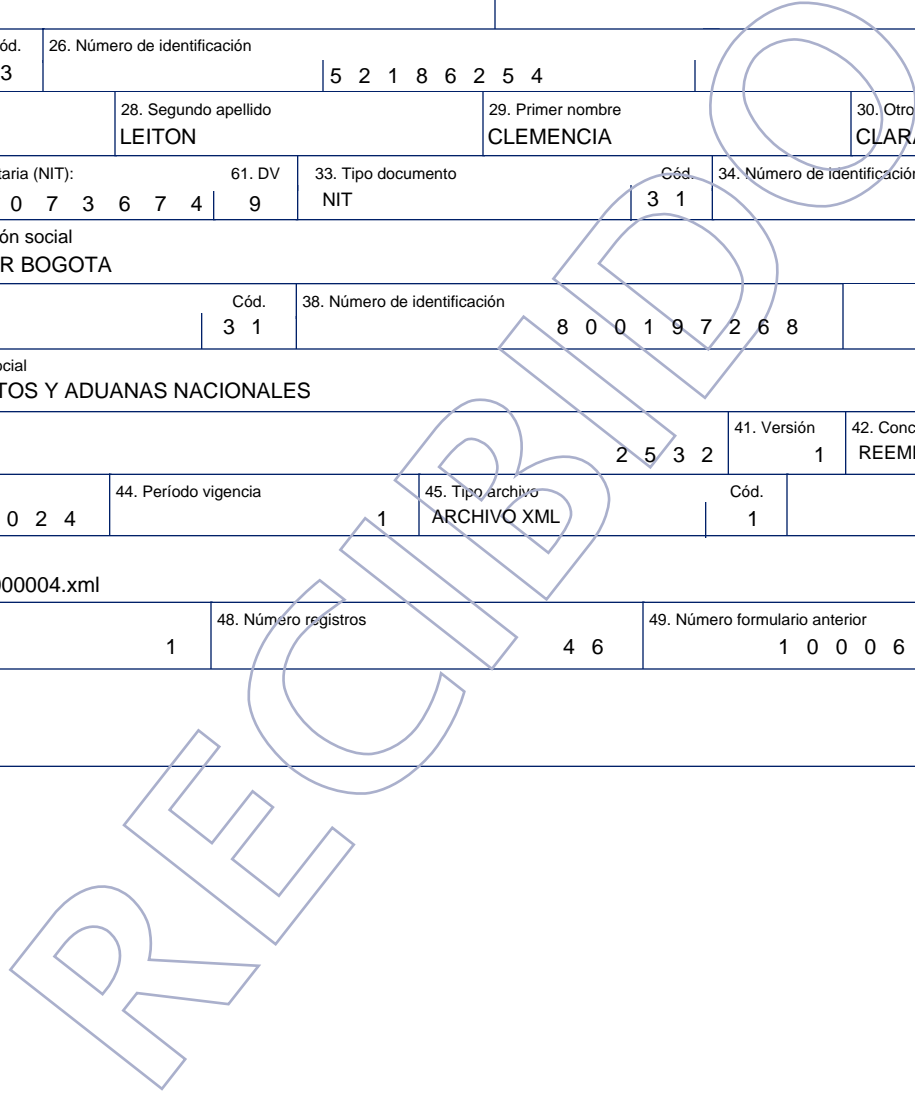 ód. 26. Número de identificación
3 5 2 1 8 6 2 5 4
28. Segundo apellido 29. Primer nombre 30. Otro
LEITON CLEMENCIA CLARA
taria (NIT): 61. DV 33. Tipo documento Cód. 34. Número de identificación
0 7 3 6 7 4 9 NIT 3 1
ón social
R BOGOTA
Cód. 38. Número de identificación
3 1 8 0 0 1 9 7 2 6 8
ocial
TOS Y ADUANAS NACIONALES
41. Versión 42. Conc
2 5 3 2 1 REEM
44. Período vigencia 45. Tipo archivo Cód.
0 2 4 1 ARCHIVO XML 1
000004.xml
48. Número registros 49. Número formulario anterior
1 4 6 1 0 0 0 6
RECIBIDO